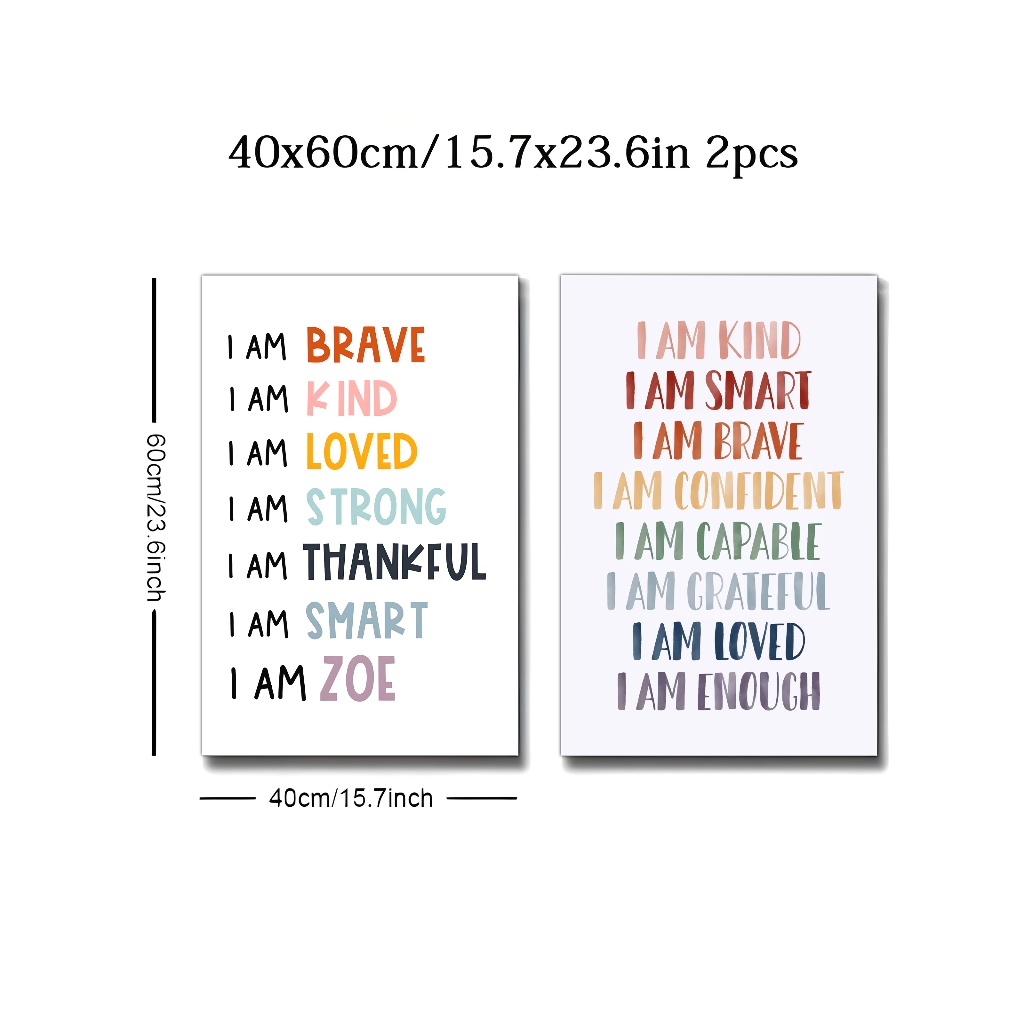 40x60cm/15.7x23.6in 2pcs
60cm/23.6inch
I AM BRAVE
I AM KIND
I AM LOVED
I AM STRONG
I AM THANKFUL
I AM SMART
I AM ZOE
I AM KIND
I AM SMART
I AM BRAVE
I AM CONFIDENT
I AM CAPABLE
I AM GRATEFUL
I AM LOVED
I AM ENOUGH
40cm/15.7inch